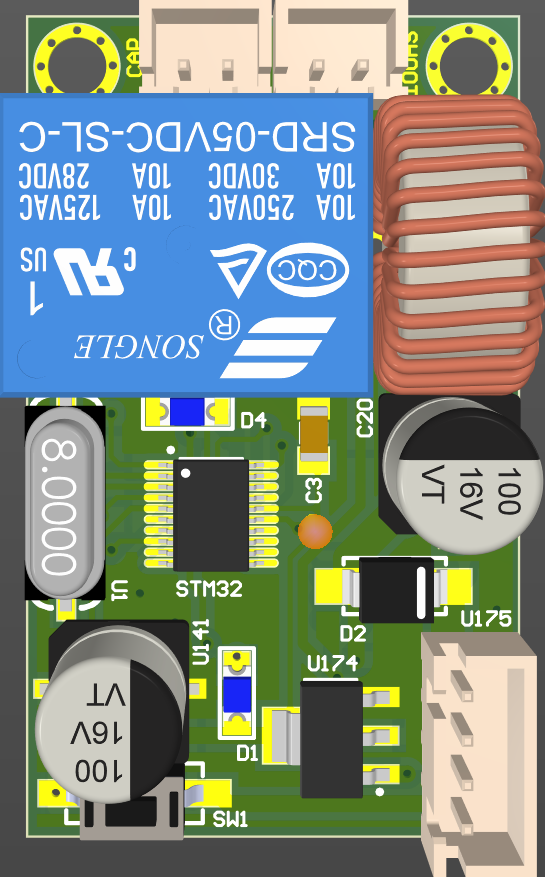 CAP
SONGLE ®
1
CQC
c US
10A 250VAC 10A 125VAC
10A 30VDC 10A 28VDC
SRD-05VDC-SL-C
D4
C20
100
16V
VT
8.0000
C3
U1
STM32
D2
U175
U141
U174
VT
16V
100
D1
SW1